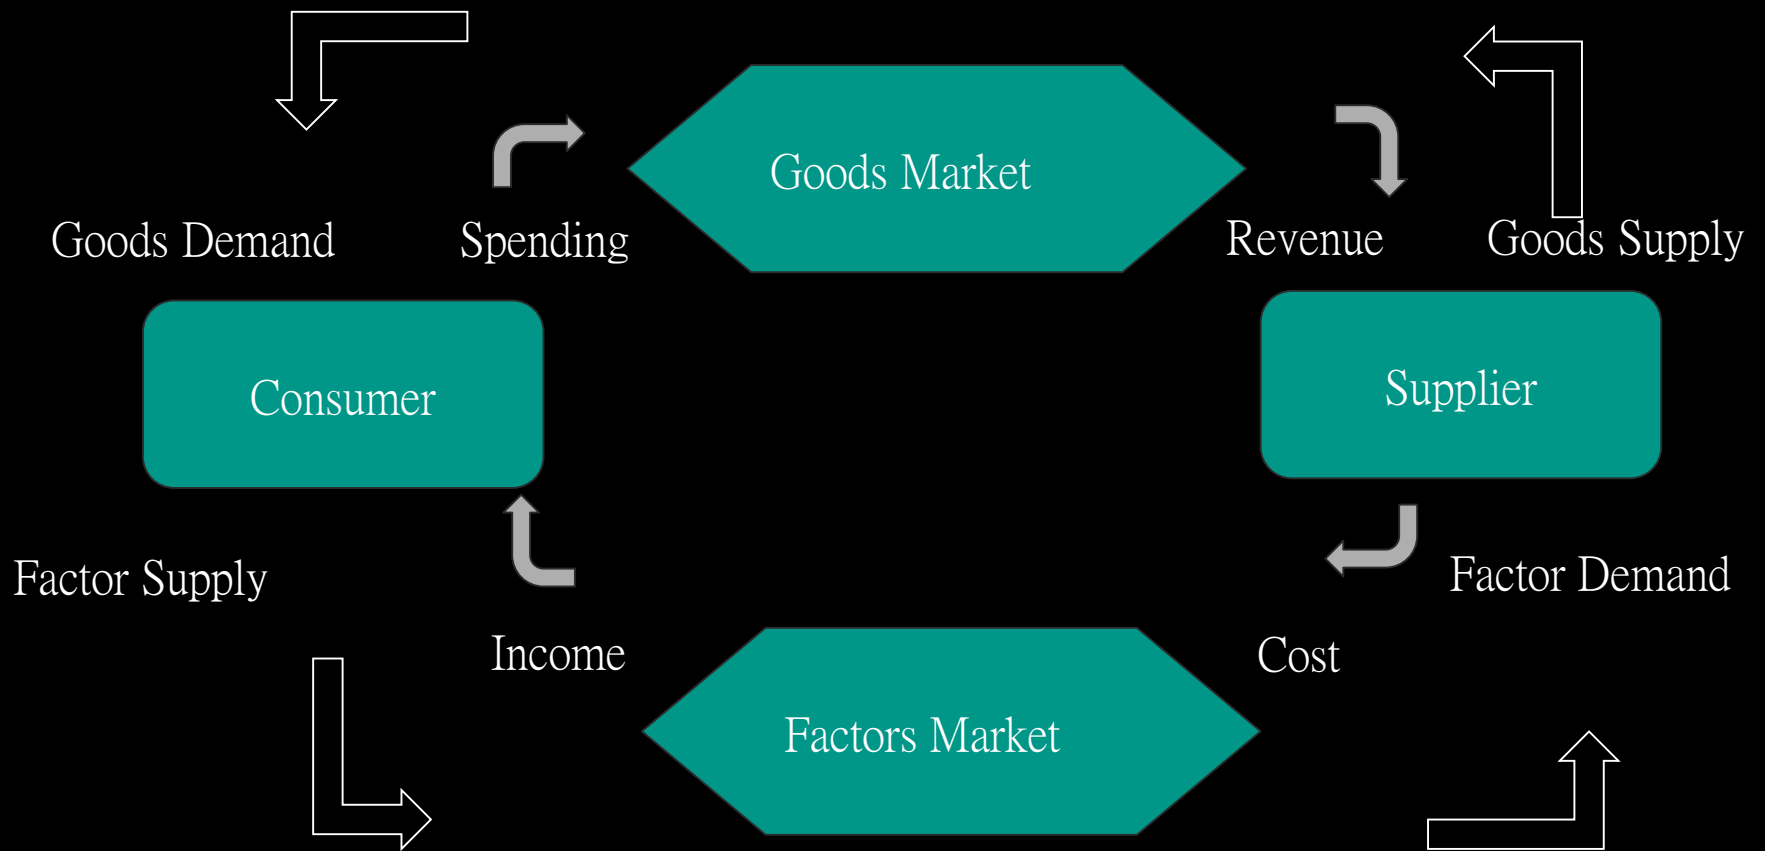 Goods Market
Goods Demand
Spending
Revenue
Goods Supply
Consumer
Supplier
Factor Supply
Factor Demand
Income
Cost
Factors Market